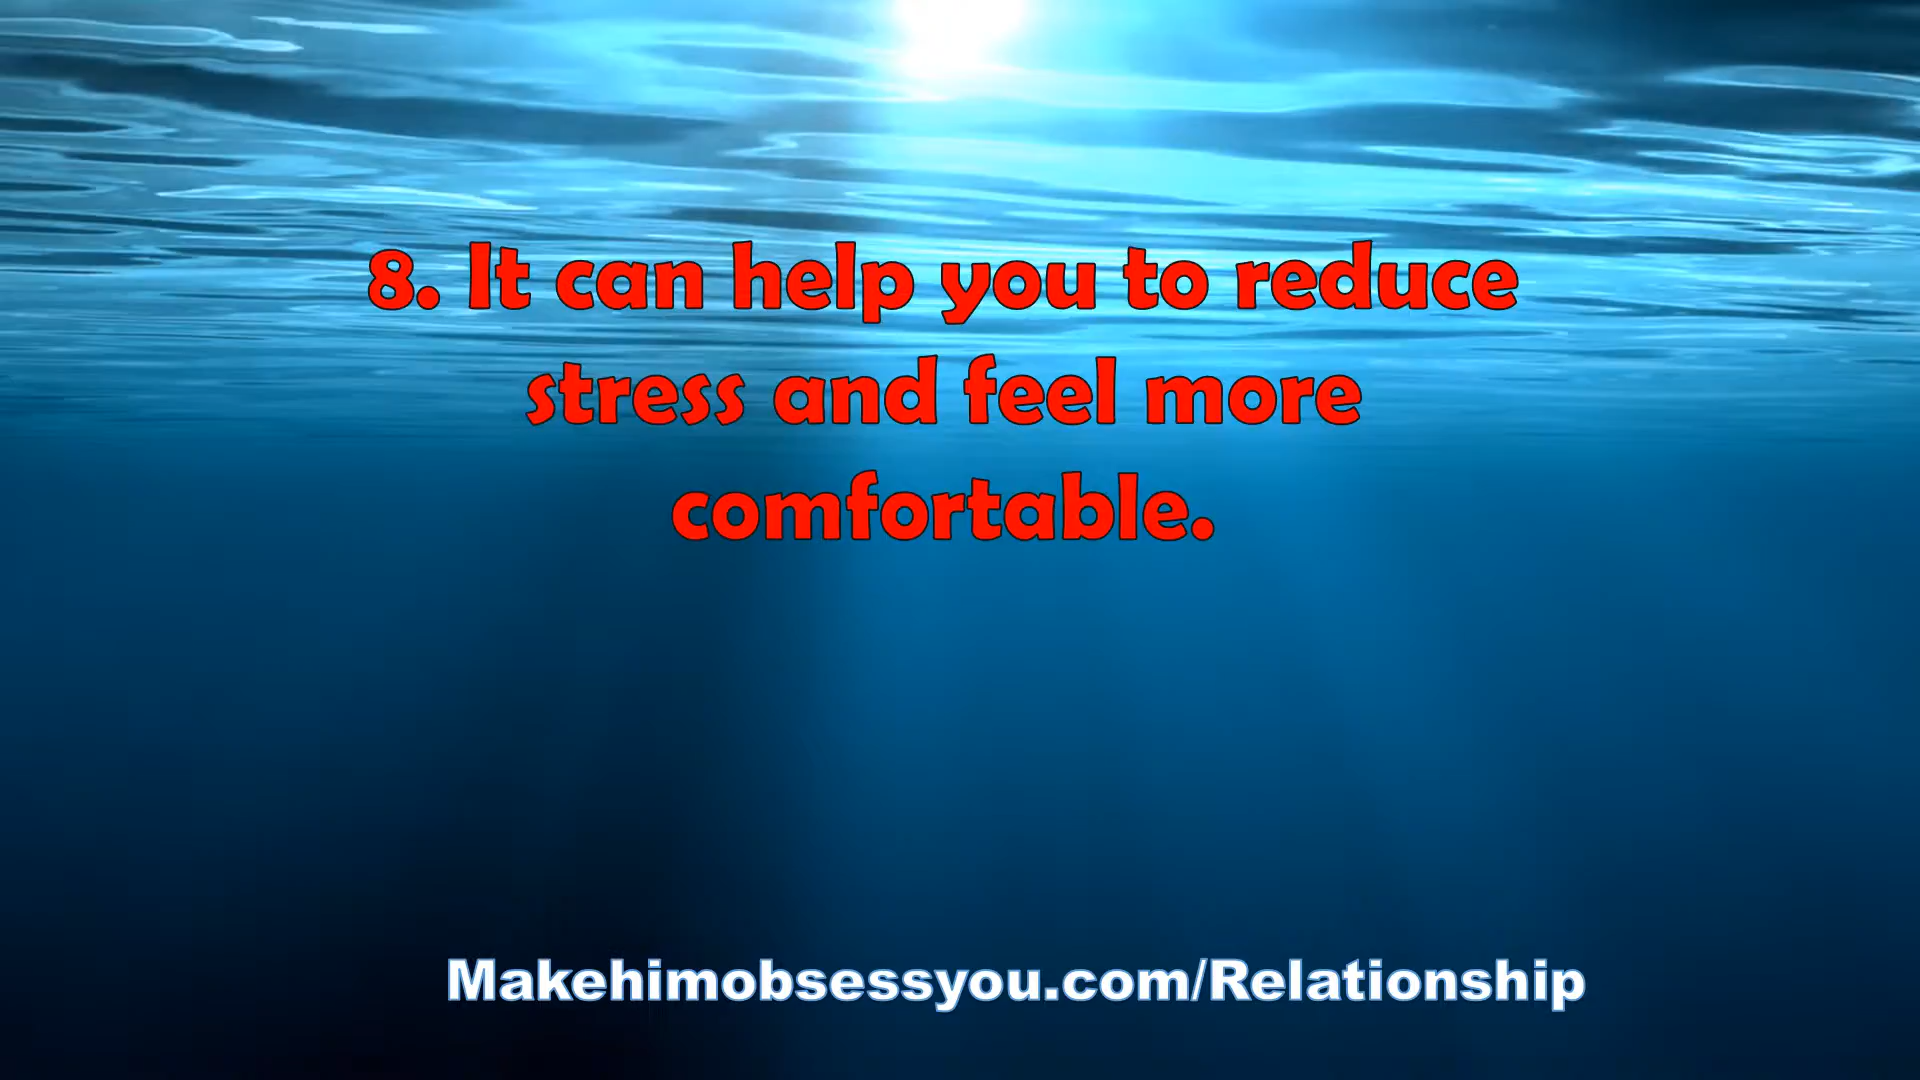 8. It can help you to reduce
stress and feel more
comfortable.
Makehimobsessyou.com/Relationship